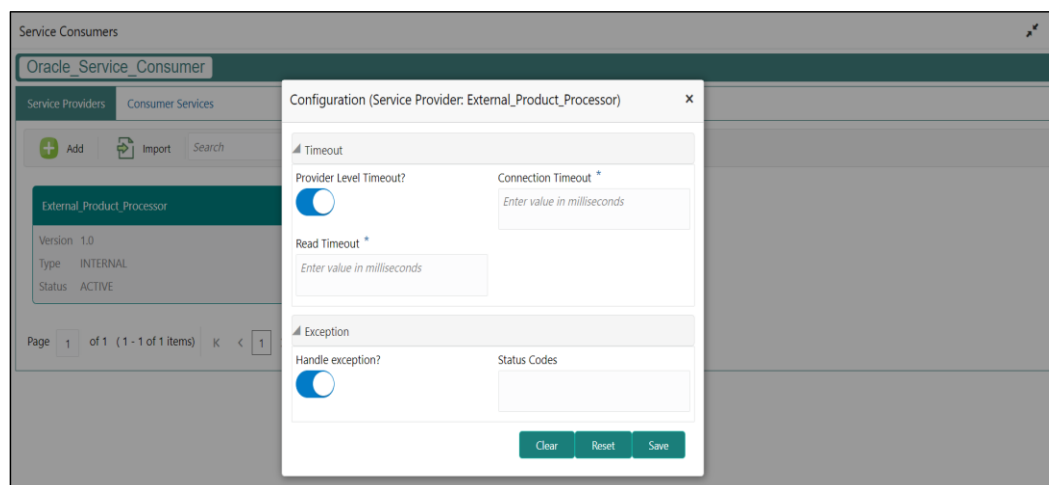 Service Consumers
Oracle_Service_Consumer
Service Providers Consumer Services
Add Import Search
External_Product_Processor
Version 1.0
Type INTERNAL
Status ACTIVE
Page 1 of 1 (1 - 1 of 1 items) K < 1
Configuration (Service Provider: External_Product_Processor) x
Timeout
Provider Level Timeout? Connection Timeout *
Enter value in milliseconds
Read Timeout *
Enter value in milliseconds
Exception
Handle exception? Status Codes
Clear Reset Save